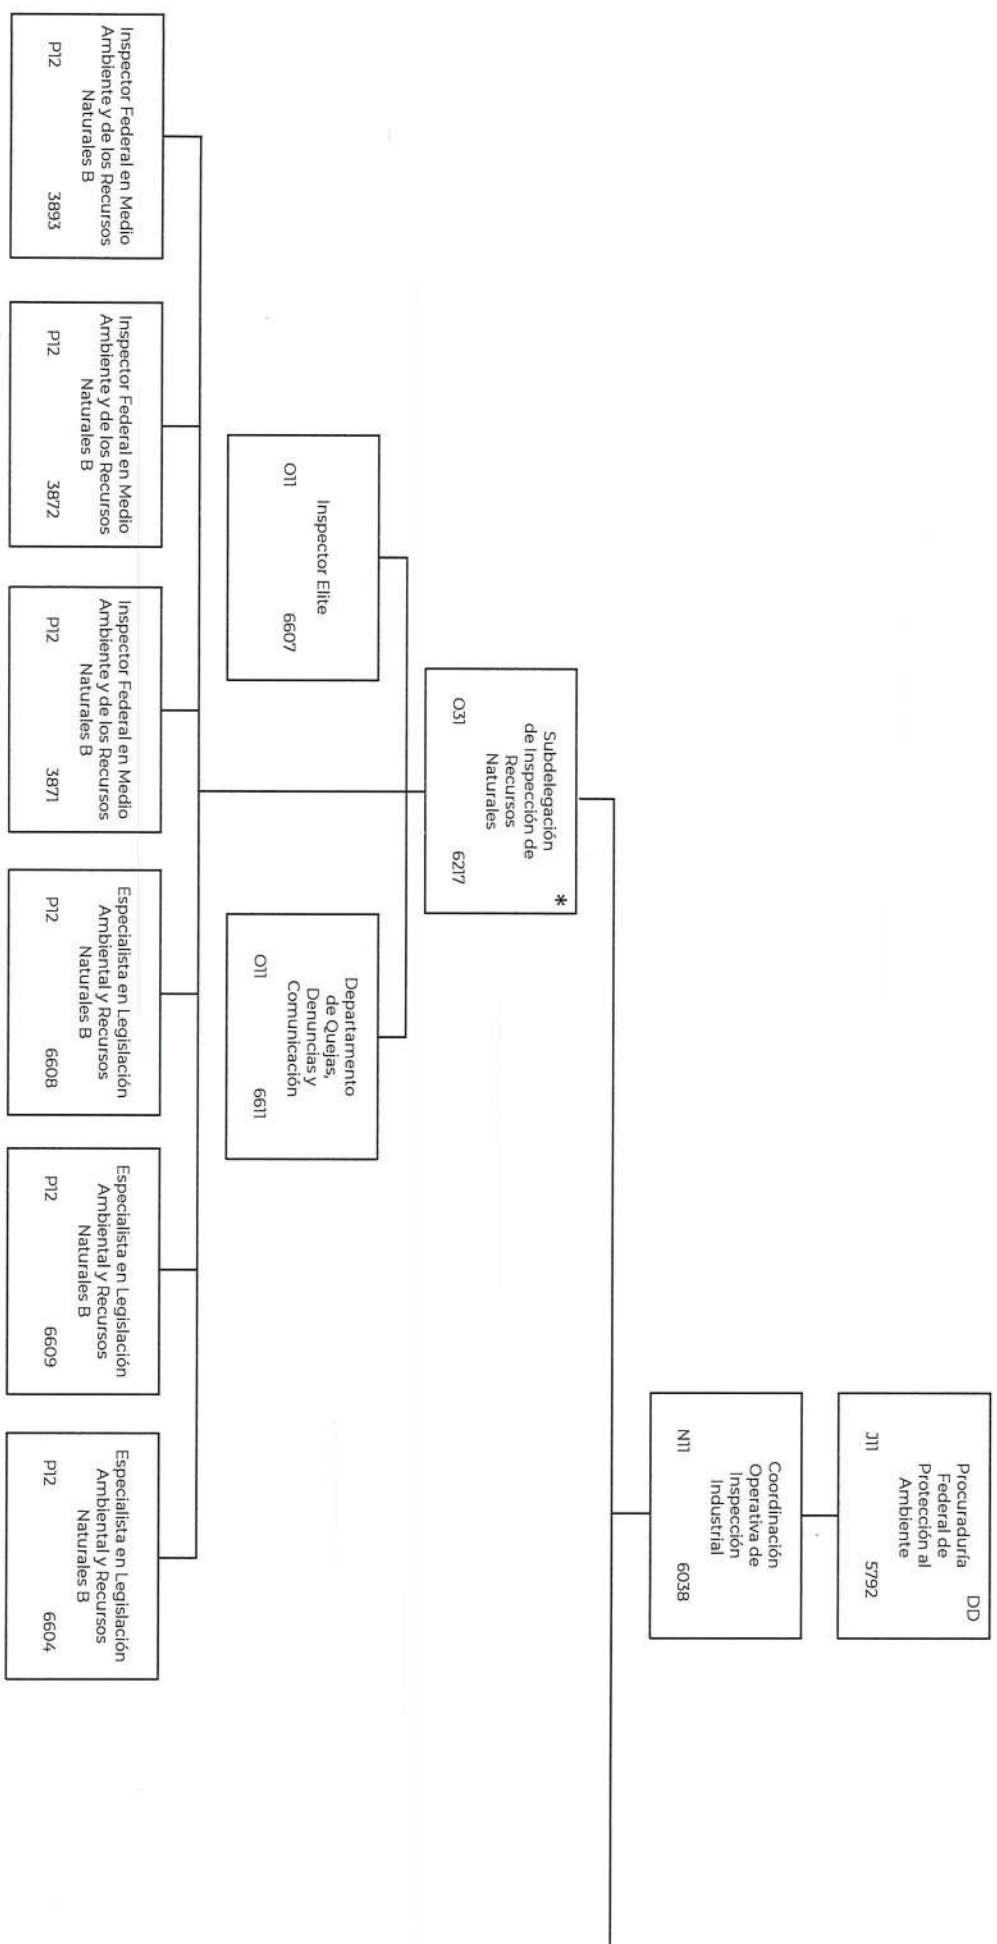 DD
Procuraduría
Federal de
Protección al
Ambiente
J11 5792
Coordinación
Operativa de
Inspección
Industrial
N11 6038
*
Subdelegación
de Inspección de
Recursos
Naturales
O31 6217
Inspector Elite
O11 6607
Departamento
de Quejas,
Denuncias y
Comunicación
O11 6611
Inspector Federal en Medio
Ambiente y de los Recursos
Naturales B
P12 3893
Inspector Federal en Medio
Ambiente y de los Recursos
Naturales B
P12 3872
Inspector Federal en Medio
Ambiente y de los Recursos
Naturales B
P12 3871
Especialista en Legislación
Ambiental y Recursos
Naturales B
P12 6608
Especialista en Legislación
Ambiental y Recursos
Naturales B
P12 6609
Especialista en Legislación
Ambiental y Recursos
Naturales B
P12 6604